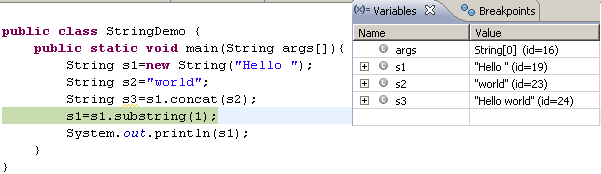 public class StringDemo {
public static void main(String args[]){
String s1=new String("Hello ");
String s2="world";
String s3=s1.concat(s2);
s1=s1.substring(1);
System.out.println(s1);
}
}
Variables Breakpoints
Name Value
args String[0] (id=16)
s1 "Hello " (id=19)
s2 "world" (id=23)
s3 "Hello world" (id=24)